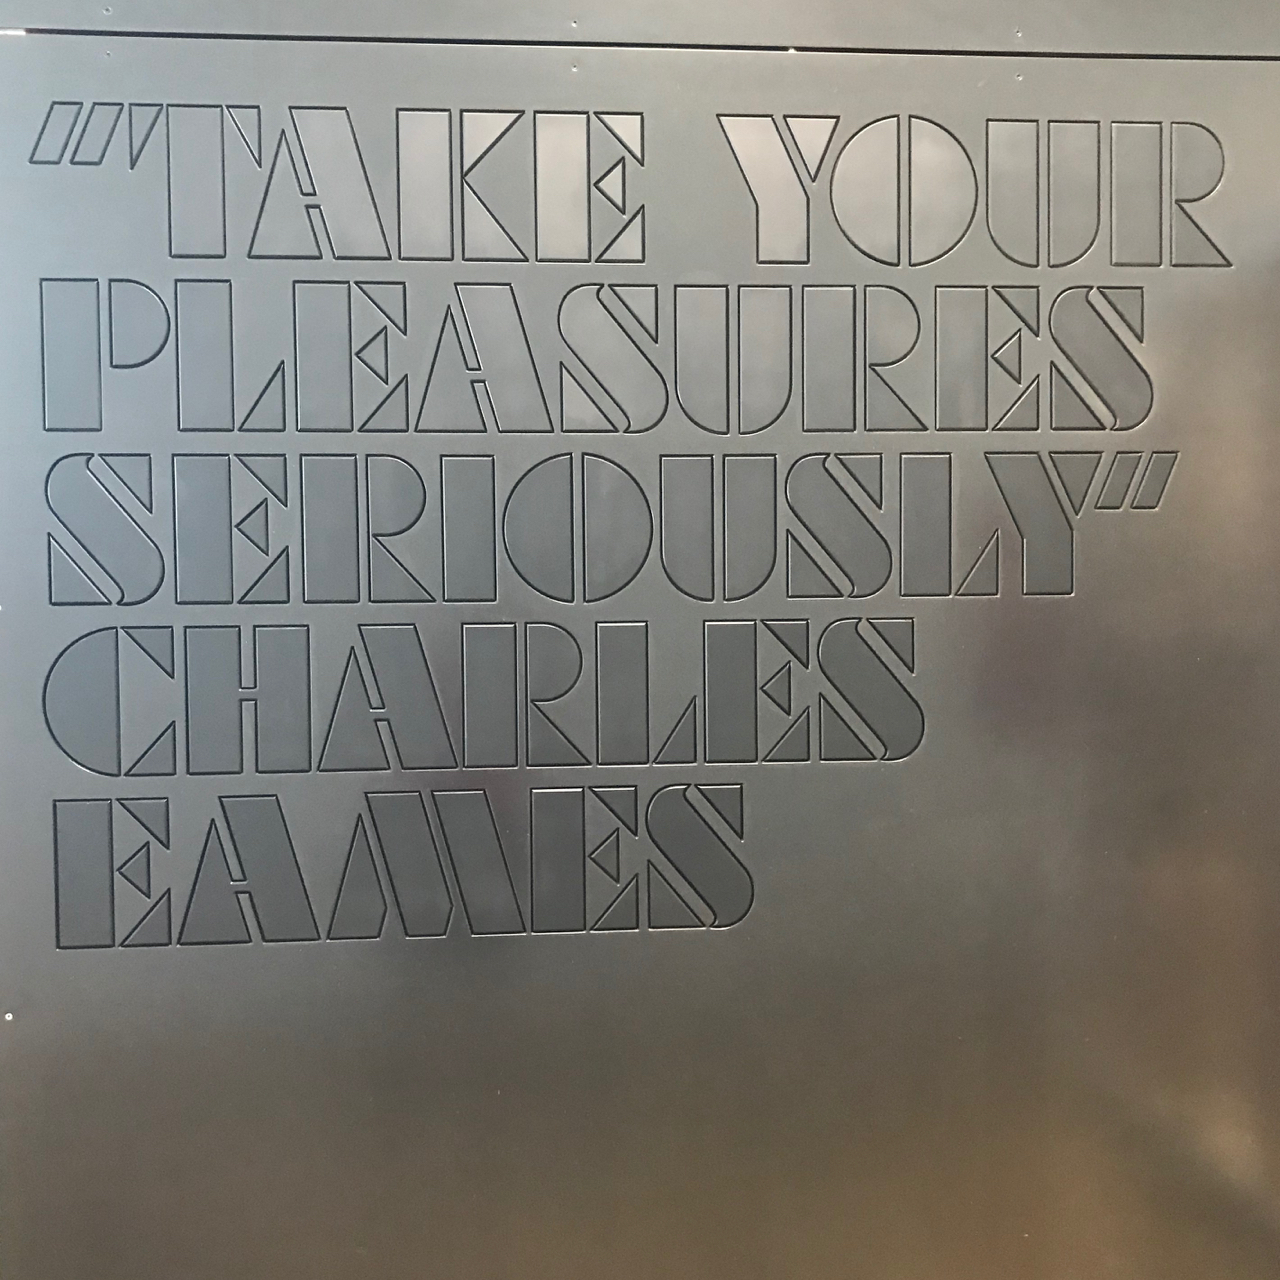 "TAKE YOUR
PLEASURES
SERIOUSLY"
CHARLES
EAMES